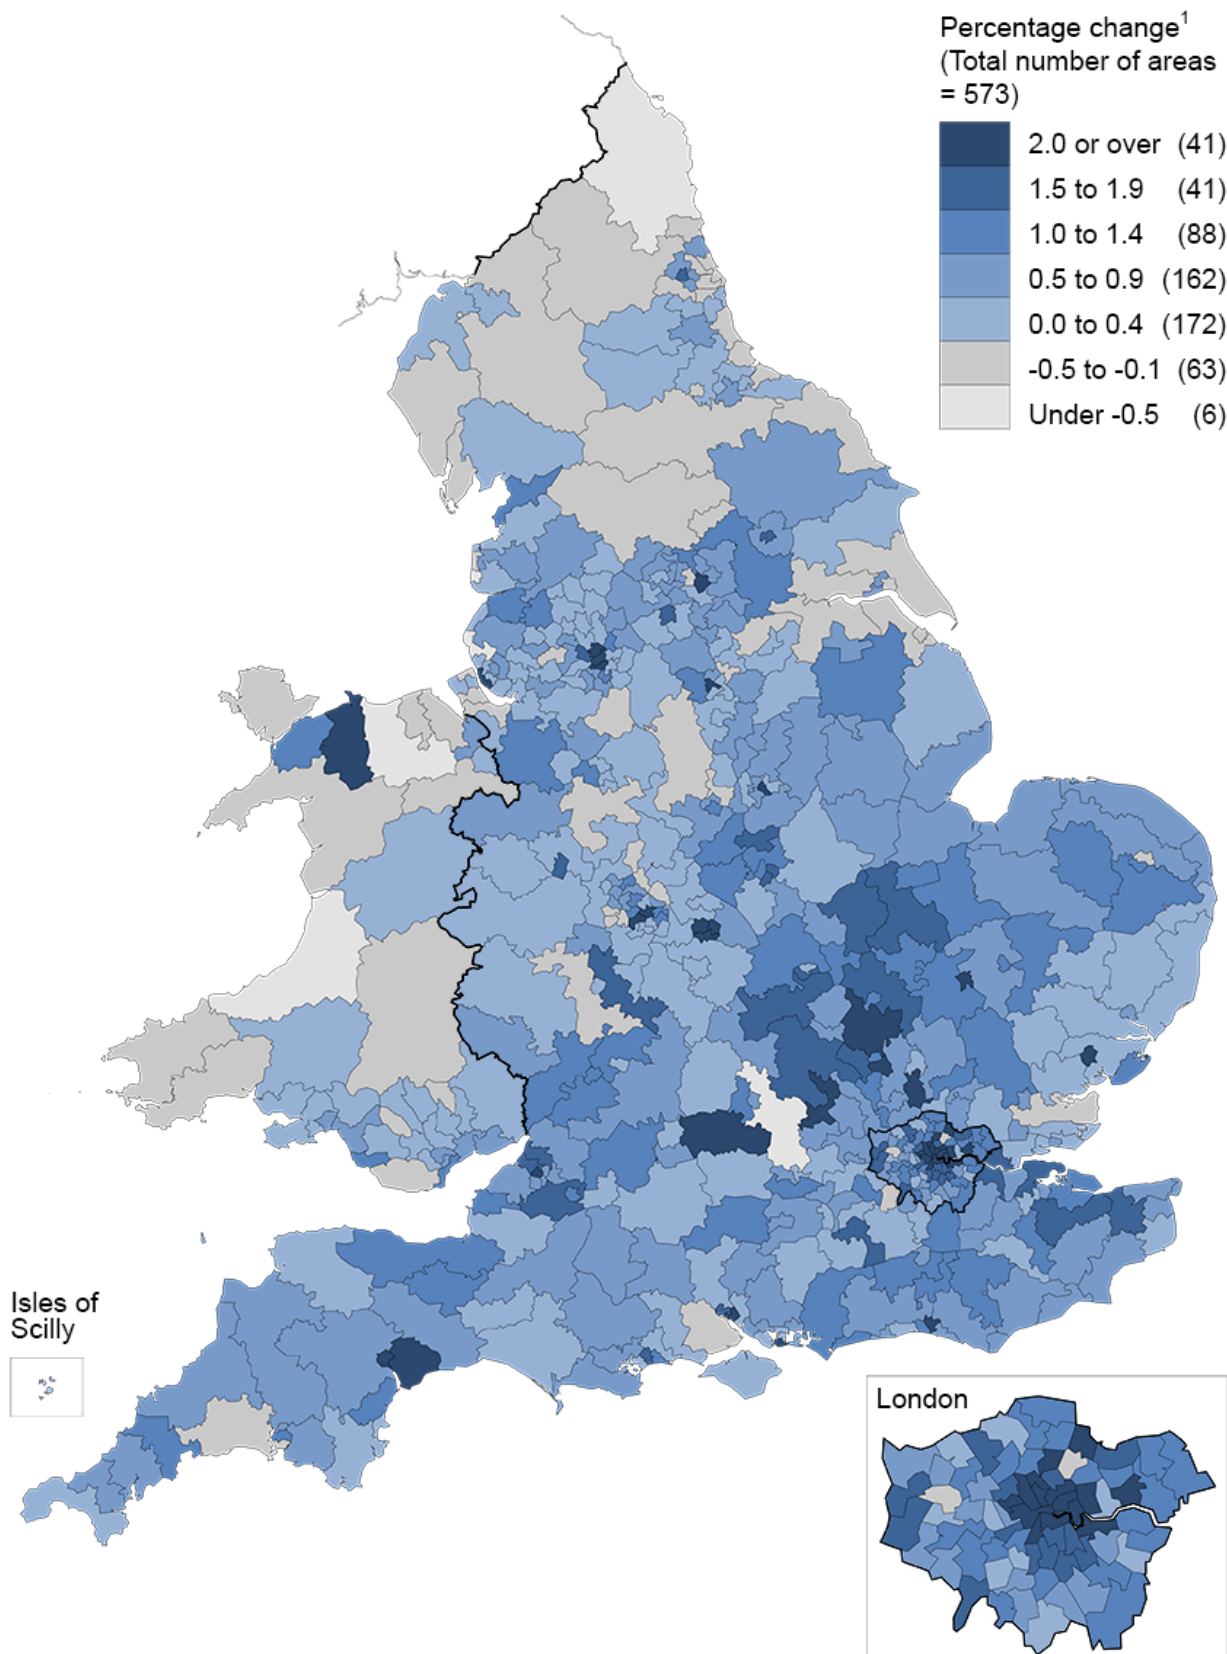 Percentage change1
(Total number of areas
= 573)
2.0 or over (41)
1.5 to 1.9 (41)
1.0 to 1.4 (88)
0.5 to 0.9 (162)
0.0 to 0.4 (172)
-0.5 to -0.1 (63)
Under -0.5 (6)
Isles of
Scilly
London